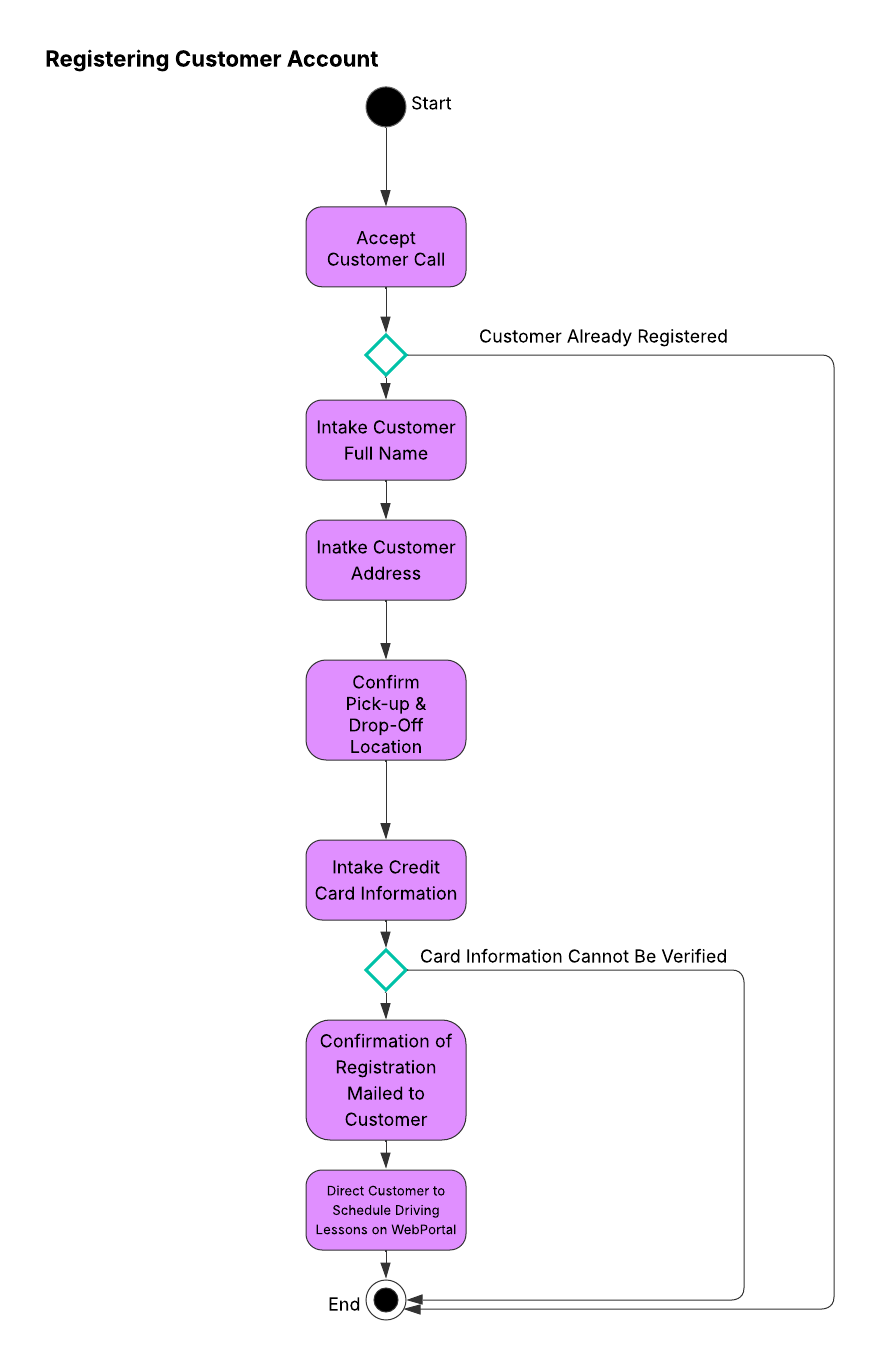 Registering Customer Account
Start
Accept
Customer Call
Customer Already Registered
Intake Customer
Full Name
Inatke Customer
Address
Confirm
Pick-up &
Drop-Off
Location
Intake Credit
Card Information
Card Information Cannot Be Verified
Confirmation of
Registration
Mailed to
Customer
Direct Customer to
Schedule Driving
Lessons on WebPortal
End